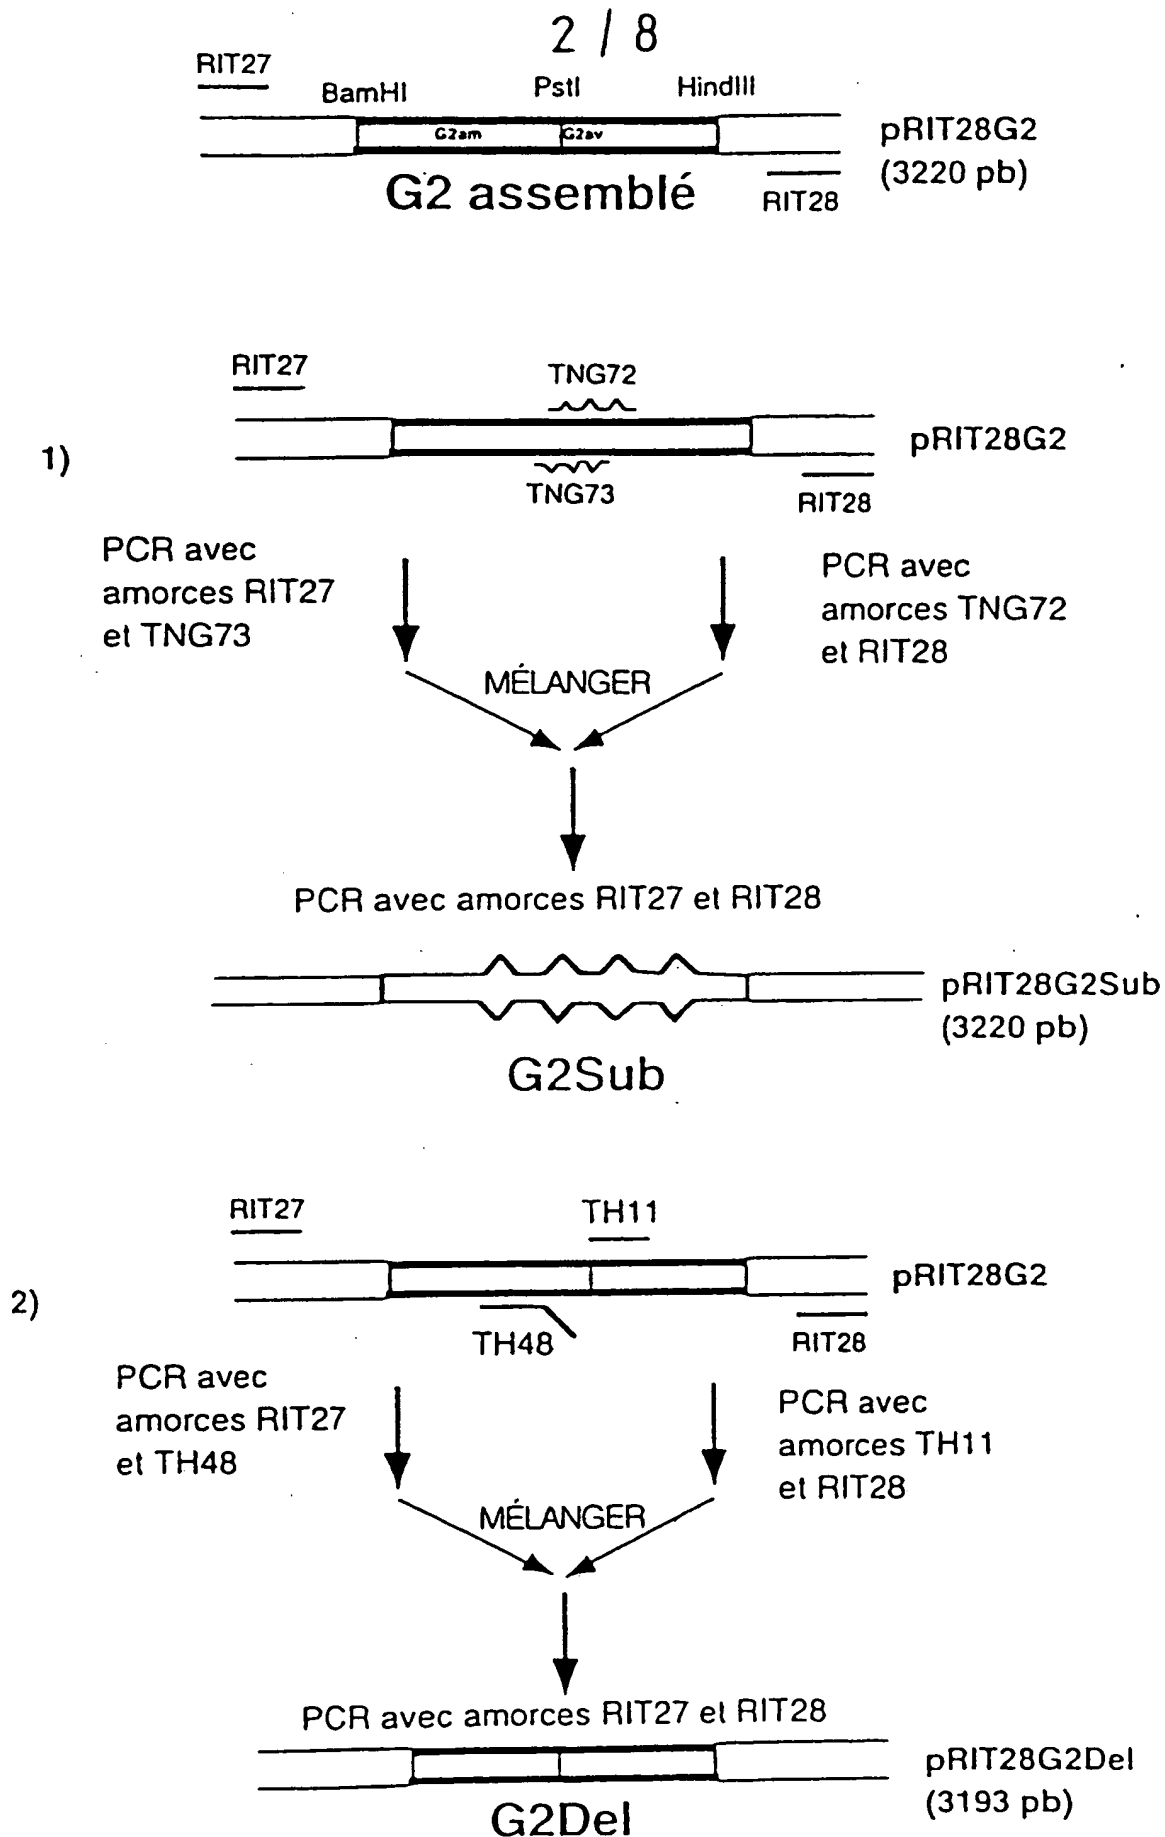 2 / 8
RIT27
BamHI
PstI
HindIII
G2am
G2av
pRIT28G2
(3220 pb)
G2 assemblé
RIT28
RIT27
TNG72
1)
pRIT28G2
TNG73
RIT28
PCR avec
amorces RIT27
et TNG73
PCR avec
amorces TNG72
et RIT28
MÉLANGER
PCR avec amorces RIT27 et RIT28
pRIT28G2Sub
(3220 pb)
G2Sub
RIT27
TH11
2)
pRIT28G2
TH48
RIT28
PCR avec
amorces RIT27
et TH48
PCR avec
amorces TH11
et RIT28
MÉLANGER
PCR avec amorces RIT27 et RIT28
pRIT28G2Del
(3193 pb)
G2Del